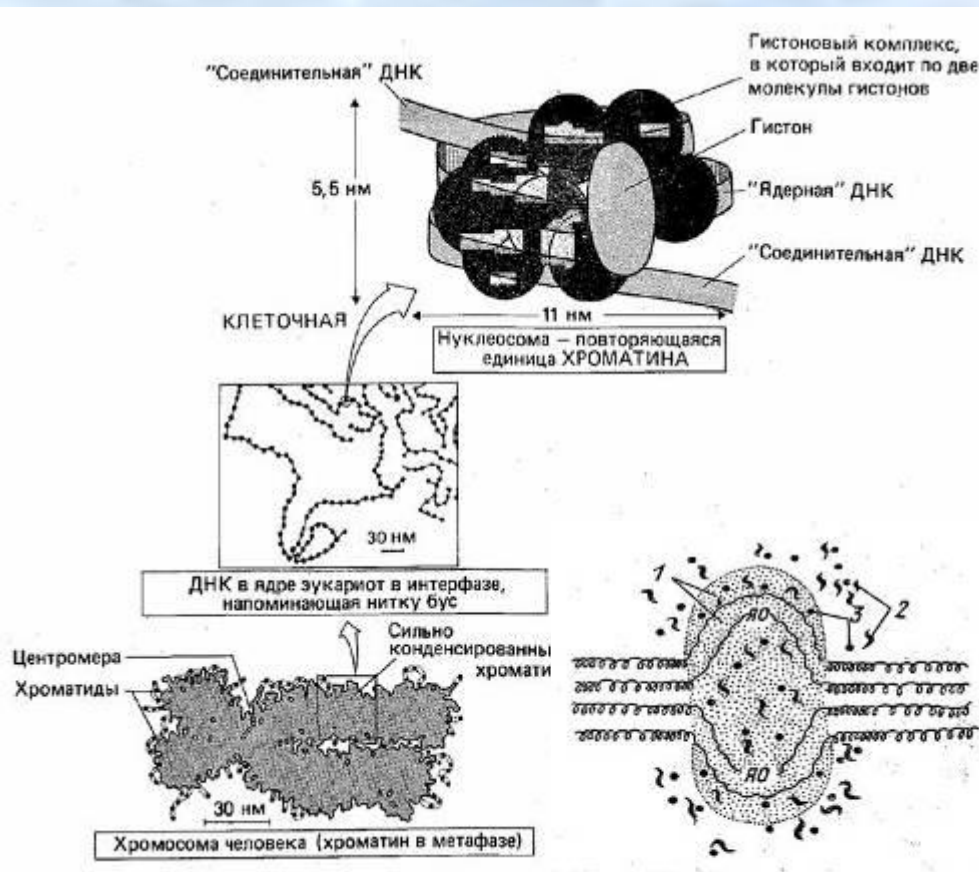 "Соединительная" ДНК
Гистоновый комплекс,
в который входит по две
молекулы гистонов
Гистон
5,5 нм
"Ядерная" ДНК
"Соединительная" ДНК
КЛЕТОЧНАЯ
11 нм
Нуклеосома — повторяющаяся
единица ХРОМАТИНА
30 нм
ДНК в ядре эукариот в интерфазе,
напоминающая нитку бус
Сильно
конденсированны
хромати
Центромера
Хроматиды
30 нм
Хромосома человека (хроматин в метафазе)
1
ЯО
3
2
ЯО